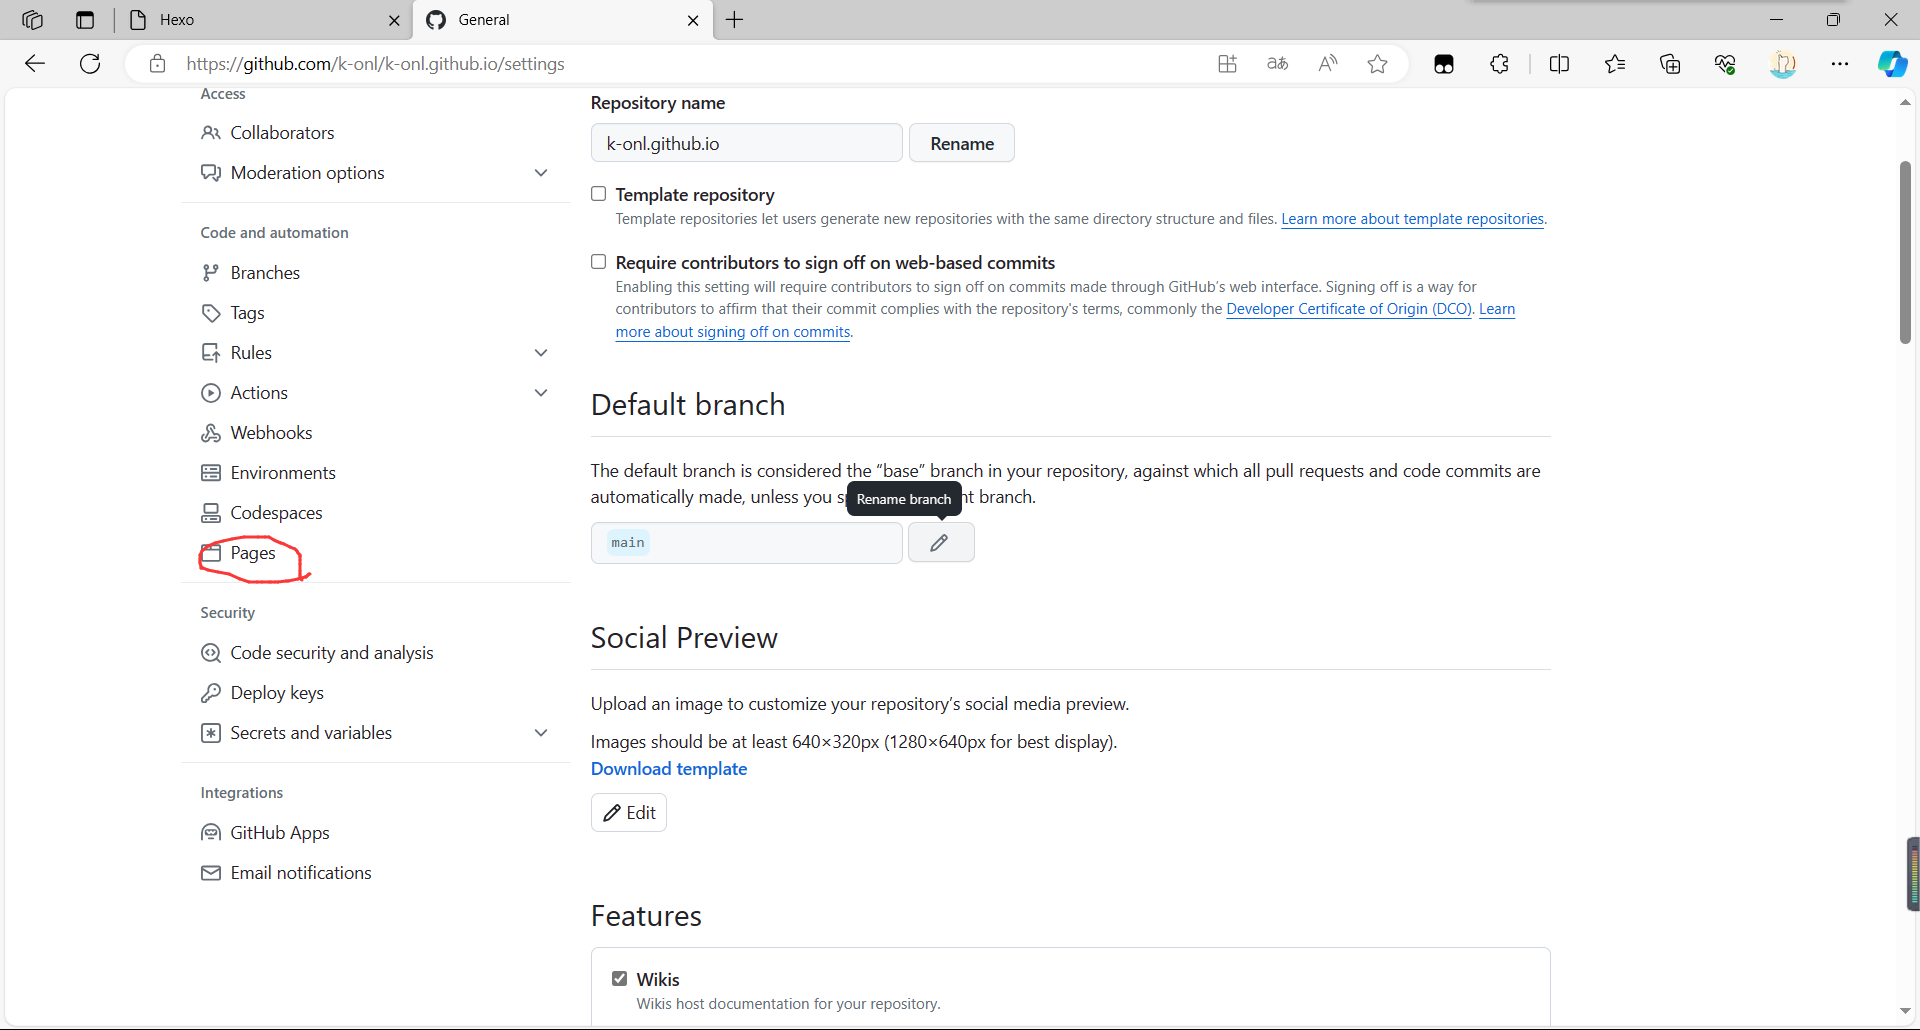 Hexo
General
https://github.com/k-onl/k-onl.github.io/settings
Access
Collaborators
Moderation options
Code and automation
Branches
Tags
Rules
Actions
Webhooks
Environments
Codespaces
Pages
Security
Code security and analysis
Deploy keys
Secrets and variables
Integrations
GitHub Apps
Email notifications
Repository name
k-onl.github.io
Rename
Template repository
Template repositories let users generate new repositories with the same directory structure and files. Learn more about template repositories.
Require contributors to sign off on web-based commits
Enabling this setting will require contributors to sign off on commits made through GitHub's web interface. Signing off is a way for
contributors to affirm that their commit complies with the repository's terms, commonly the Developer Certificate of Origin (DCO). Learn
more about signing off on commits.
Default branch
The default branch is considered the “base” branch in your repository, against which all pull requests and code commits are
automatically made, unless you branch.
Rename branch
main
Social Preview
Upload an image to customize your repository's social media preview.
Images should be at least 640×320px (1280×640px for best display).
Download template
Edit
Features
Wikis
Wikis host documentation for your repository.